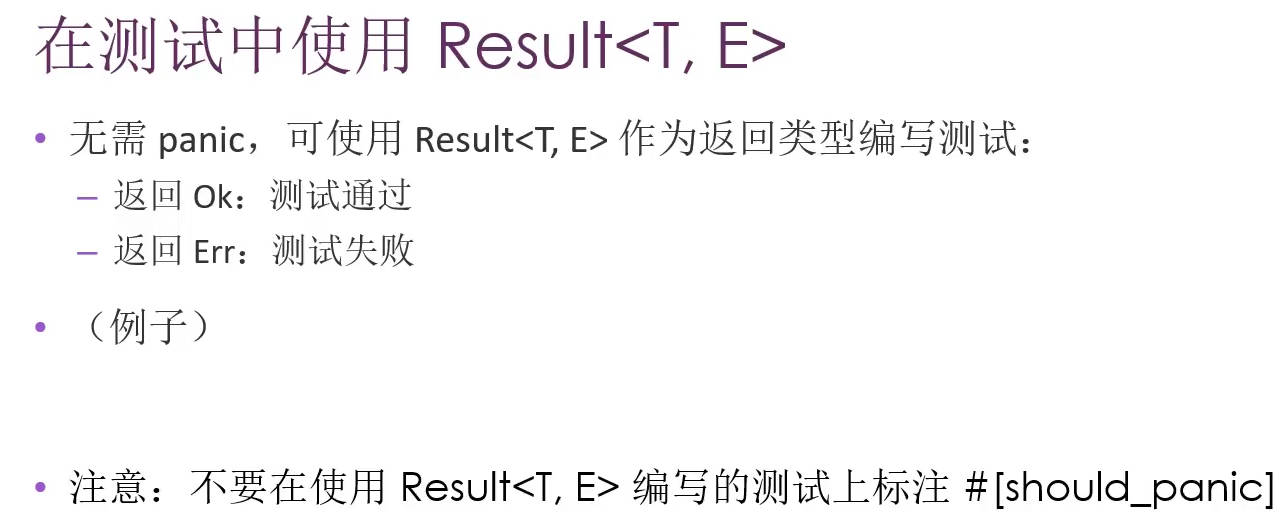 在测试中使用 Result<T, E>
• 无需 panic，可使用 Result<T, E> 作为返回类型编写测试：
– 返回 Ok：测试通过
– 返回 Err：测试失败
• （例子）
• 注意：不要在使用 Result<T, E> 编写的测试上标注 #[should_panic]